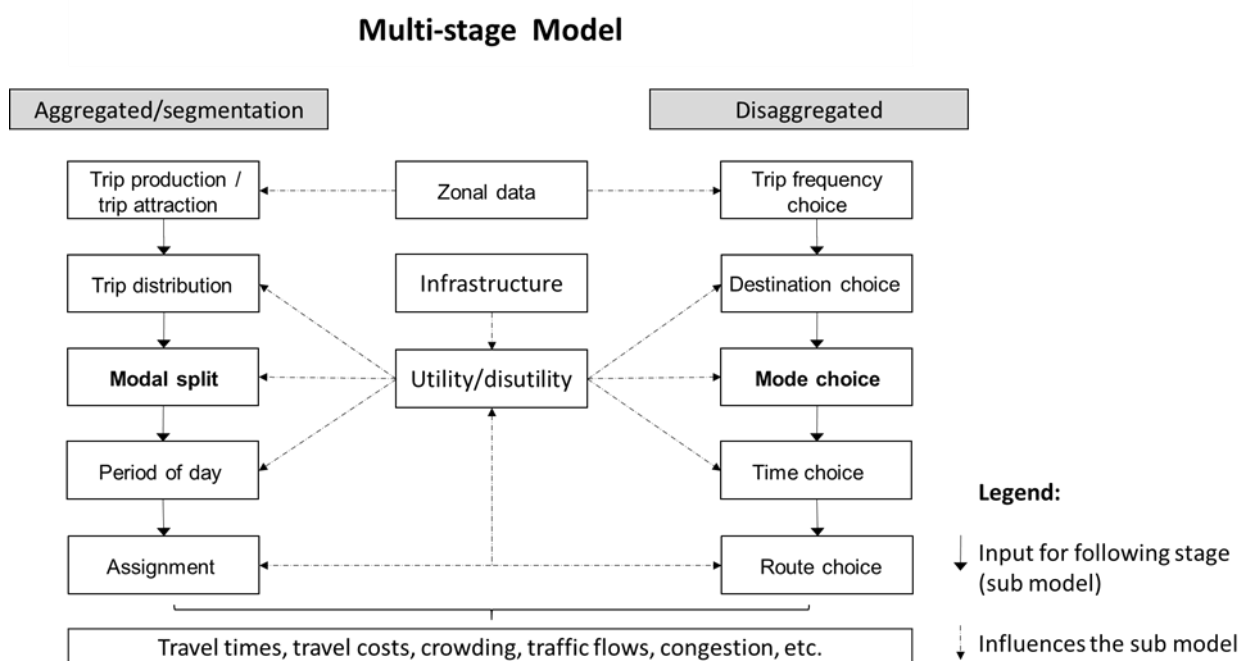 Multi-stage Model
Aggregated/segmentation
Disaggregated
Trip production /
trip attraction
Zonal data
Trip frequency
choice
Trip distribution
Infrastructure
Destination choice
Modal split
Utility/disutility
Mode choice
Period of day
Time choice
Assignment
Route choice
Travel times, travel costs, crowding, traffic flows, congestion, etc.
Legend:
Input for following stage
(sub model)
Influences the sub model